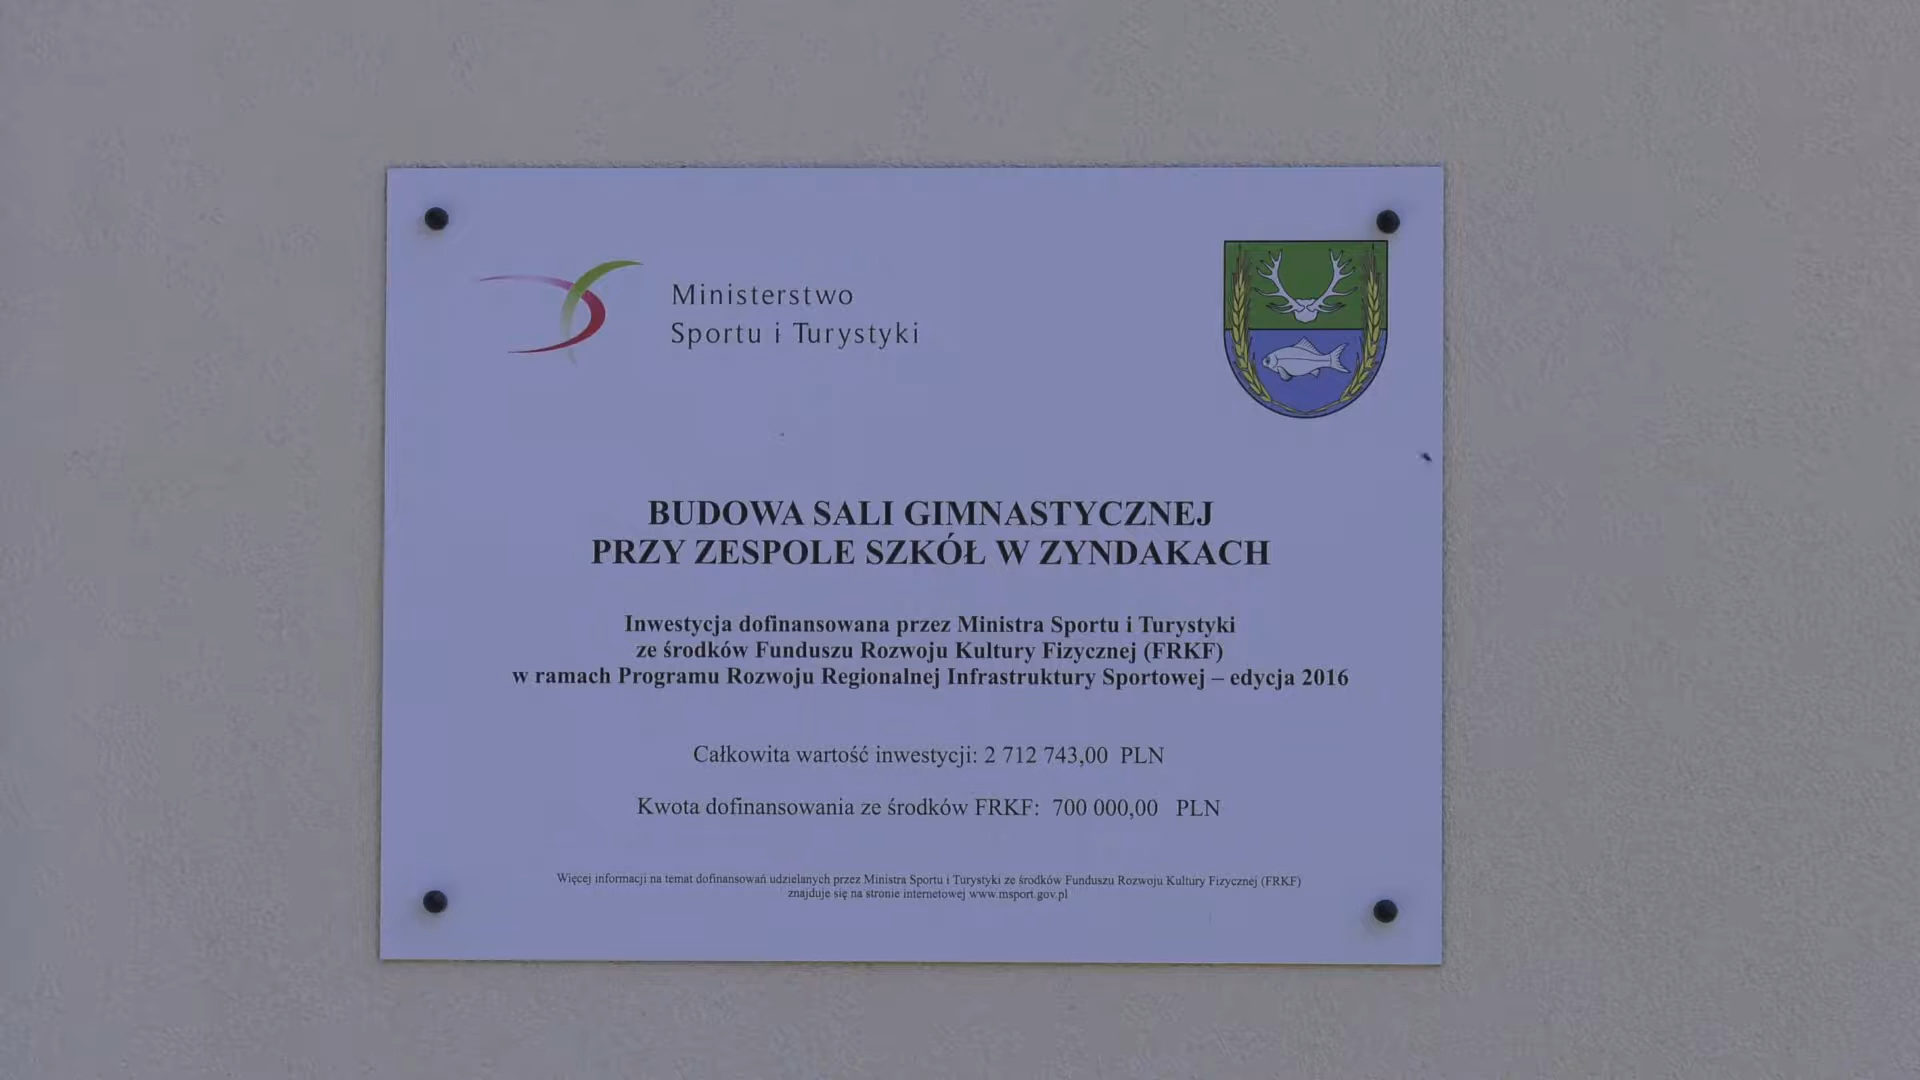 Ministerstwo
Sportu i Turystyki
BUDOWA SALI GIMNASTYCZNEJ
PRZY ZESPOLE SZKÓŁ W ZYNDAKACH
Inwestycja dofinansowana przez Ministra Sportu i Turystyki
ze środków Funduszu Rozwoju Kultury Fizycznej (FRKF)
w ramach Programu Rozwoju Regionalnej Infrastruktury Sportowej – edycja 2016
Całkowita wartość inwestycji: 2 712 743,00 PLN
Kwota dofinansowania ze środków FRKF: 700 000,00 PLN
Więcej informacji na temat dofinansowań udzielanych przez Ministra Sportu i Turystyki ze środków Funduszu Rozwoju Kultury Fizycznej (FRKF)
znajduje się na stronie internetowej www.msport.gov.pl